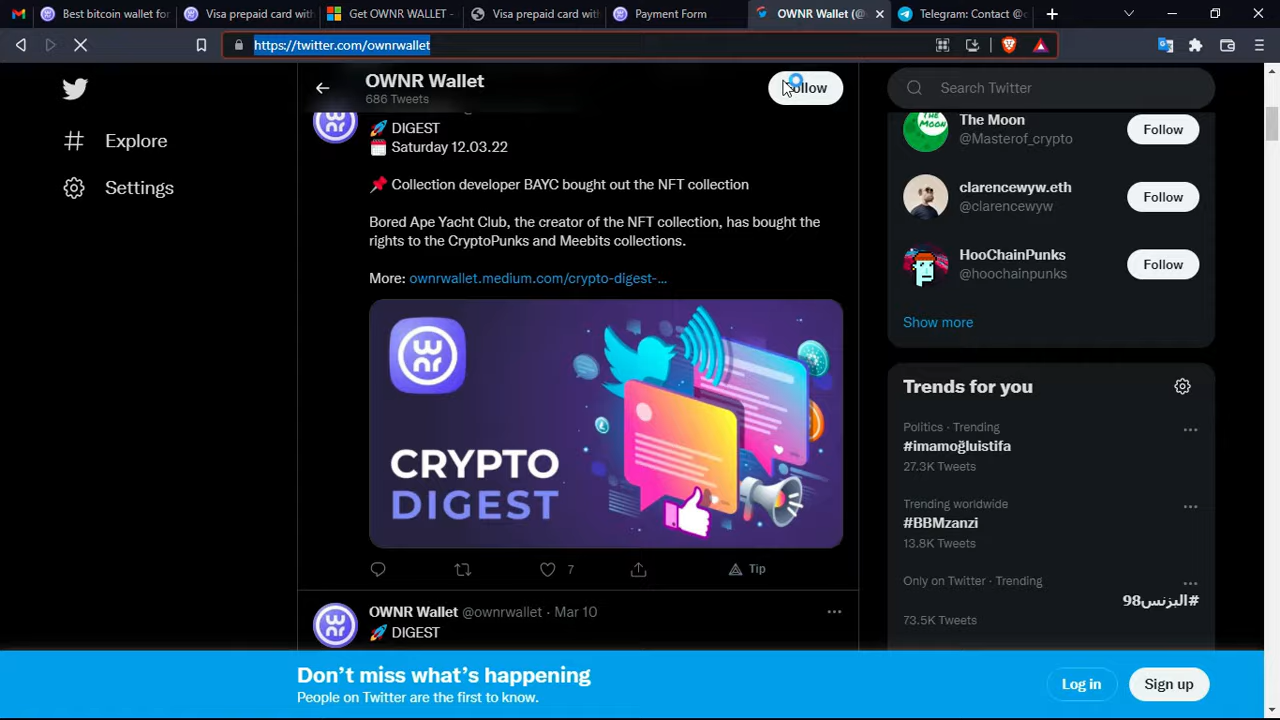 Best bitcoin wallet for
Visa prepaid card with
Get OWNR WALLET -
Visa prepaid card with
Payment Form
OWNR Wallet (@
Telegram: Contact @
https://twitter.com/ownrwallet
OWNR Wallet
686 Tweets
Follow
Search Twitter
Explore
Settings
🚀 DIGEST
🗓 Saturday 12.03.22
📌 Collection developer BAYC bought out the NFT collection
Bored Ape Yacht Club, the creator of the NFT collection, has bought the
rights to the CryptoPunks and Meebits collections.
More: ownrwallet.medium.com/crypto-digest-...
wnr
CRYPTO
DIGEST
7
Tip
OWNR Wallet @ownrwallet · Mar 10
🚀 DIGEST
THE MOON
The Moon
@Masterof_crypto
Follow
clarencewyw.eth
@clarencewyw
Follow
HooChainPunks
@hoochainpunks
Follow
Show more
Trends for you
Politics · Trending
#imamoğluistifa
27.3K Tweets
Trending worldwide
#BBMzanzi
13.8K Tweets
Only on Twitter · Trending
#البزنس98
73.5K Tweets
Don't miss what's happening
People on Twitter are the first to know.
Log in
Sign up